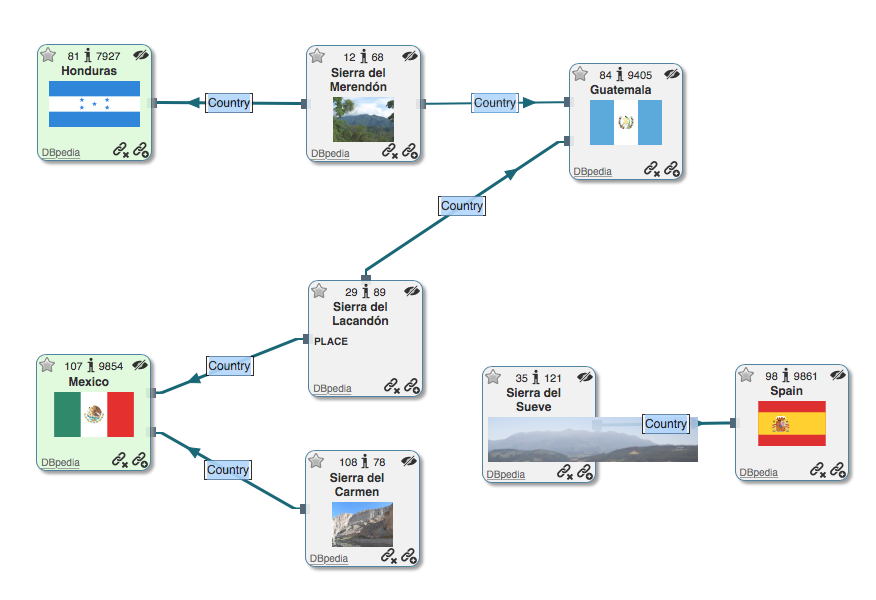 81 7927
Honduras
DBpedia
Country
12 68
Sierra del
Merendón
DBpedia
Country
84 9405
Guatemala
DBpedia
Country
29 89
Sierra del
Lacandón
PLACE
DBpedia
Country
107 9854
Mexico
DBpedia
Country
108 78
Sierra del
Carmen
DBpedia
35 121
Sierra del
Sueve
DBpedia
Country
98 9861
Spain
DBpedia